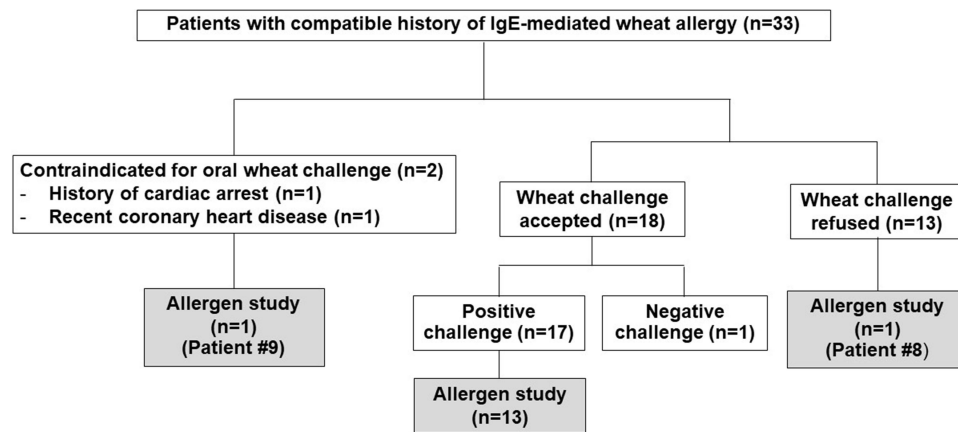 Patients with compatible history of IgE-mediated wheat allergy (n=33)
Contraindicated for oral wheat challenge (n=2)
- History of cardiac arrest (n=1)
- Recent coronary heart disease (n=1)
Wheat challenge
accepted (n=18)
Wheat challenge
refused (n=13)
Allergen study
(n=1)
(Patient #9)
Positive
challenge (n=17)
Negative
challenge (n=1)
Allergen study
(n=1)
(Patient #8)
Allergen study
(n=13)